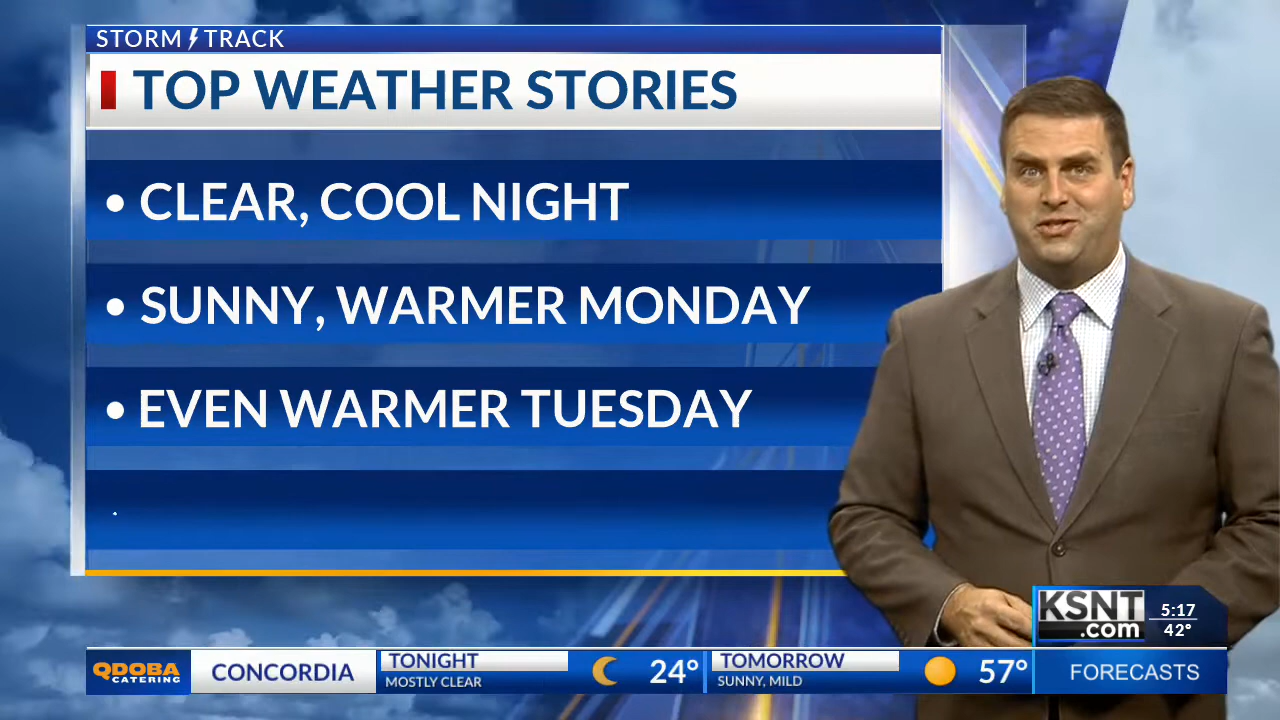 STORM TRACK
TOP WEATHER STORIES
• CLEAR, COOL NIGHT
• SUNNY, WARMER MONDAY
• EVEN WARMER TUESDAY
.
KSNT
.com
5:17
42°
QDOBA
CATERING
CONCORDIA
TONIGHT
MOSTLY CLEAR
24°
TOMORROW
SUNNY, MILD
57°
FORECASTS